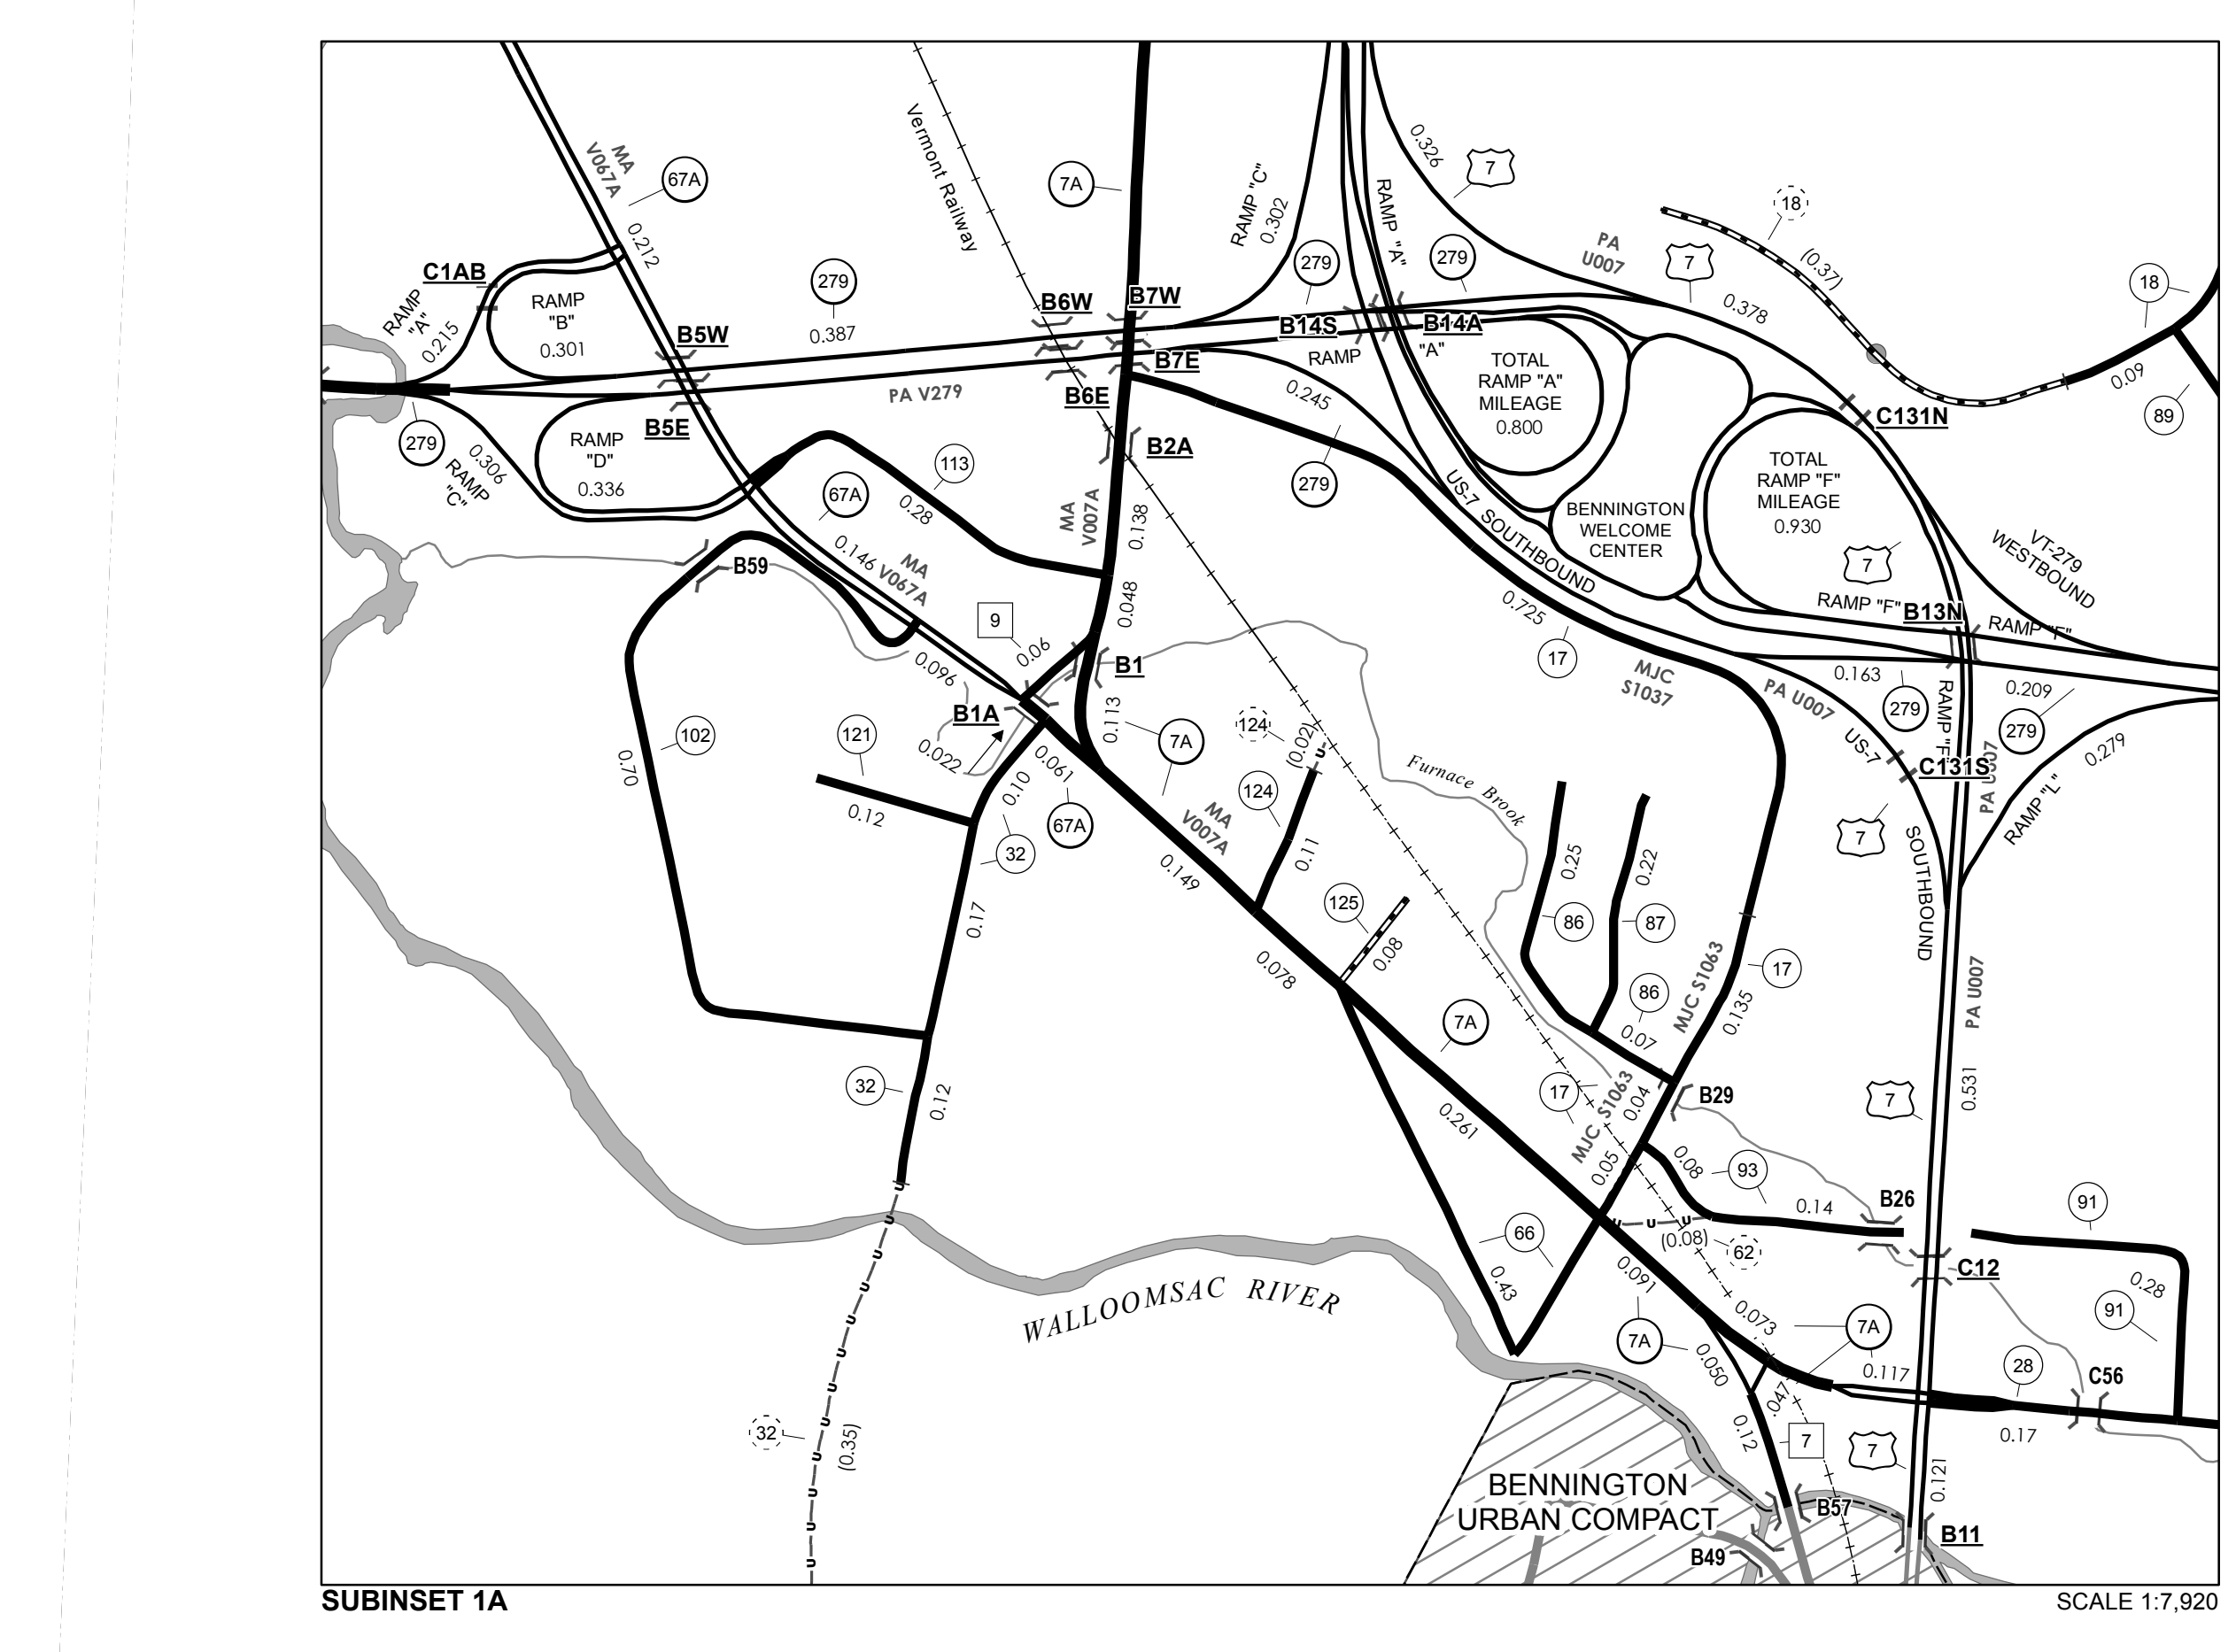 MA
V067A
67A
0.212
Vermont Railway
7A
RAMP "C"
0.302
RAMP "A"
0.326
7
PA
U007
7
18
(0.37)
0.378
18
0.09
89
C1AB
RAMP
"A"
0.215
RAMP
"B"
0.301
279
0.387
B5W
B6W
B7W
279
279
B14S
B14A
RAMP
"A"
TOTAL
RAMP "A"
MILEAGE
0.800
C131N
PA V279
B7E
B6E
B5E
0.245
279
0.306
RAMP
"C"
RAMP
"D"
0.336
113
0.28
67A
B2A
279
MA
V007A
0.138
US-7 SOUTHBOUND
BENNINGTON
WELCOME
CENTER
TOTAL
RAMP "F"
MILEAGE
0.930
7
VT-279
WESTBOUND
0.146
MA
V067A
B59
9
0.06
0.048
0.725
17
RAMP "F"
B13N
RAMP "F"
MJC
S1037
PA U007
0.163
279
RAMP "F"
0.209
279
0.096
B1
B1A
0.113
7A
0.022
102
0.70
121
0.12
0.10
0.061
67A
32
124
(0.02)
U
124
0.11
Furnace Brook
US-7
C131S
PA U007
0.279
RAMP "L"
7
SOUTHBOUND
MA
V007A
0.149
0.17
125
0.08
0.25
86
0.22
87
MJC S1063
17
0.135
PA U007
0.078
7A
86
0.07
32
0.12
0.261
17
MJC S1063
0.04
B29
7
0.531
0.05
0.08
93
0.14
B26
91
66
0.43
(0.08)
62
C12
0.28
91
0.091
WALLOOMSAC RIVER
7A
0.073
7A
0.117
28
C56
0.050
.047
0.12
7
7
0.17
32
(0.35)
0.121
BENNINGTON
URBAN COMPACT
B57
B11
B49
SUBINSET 1A
SCALE 1:7,920